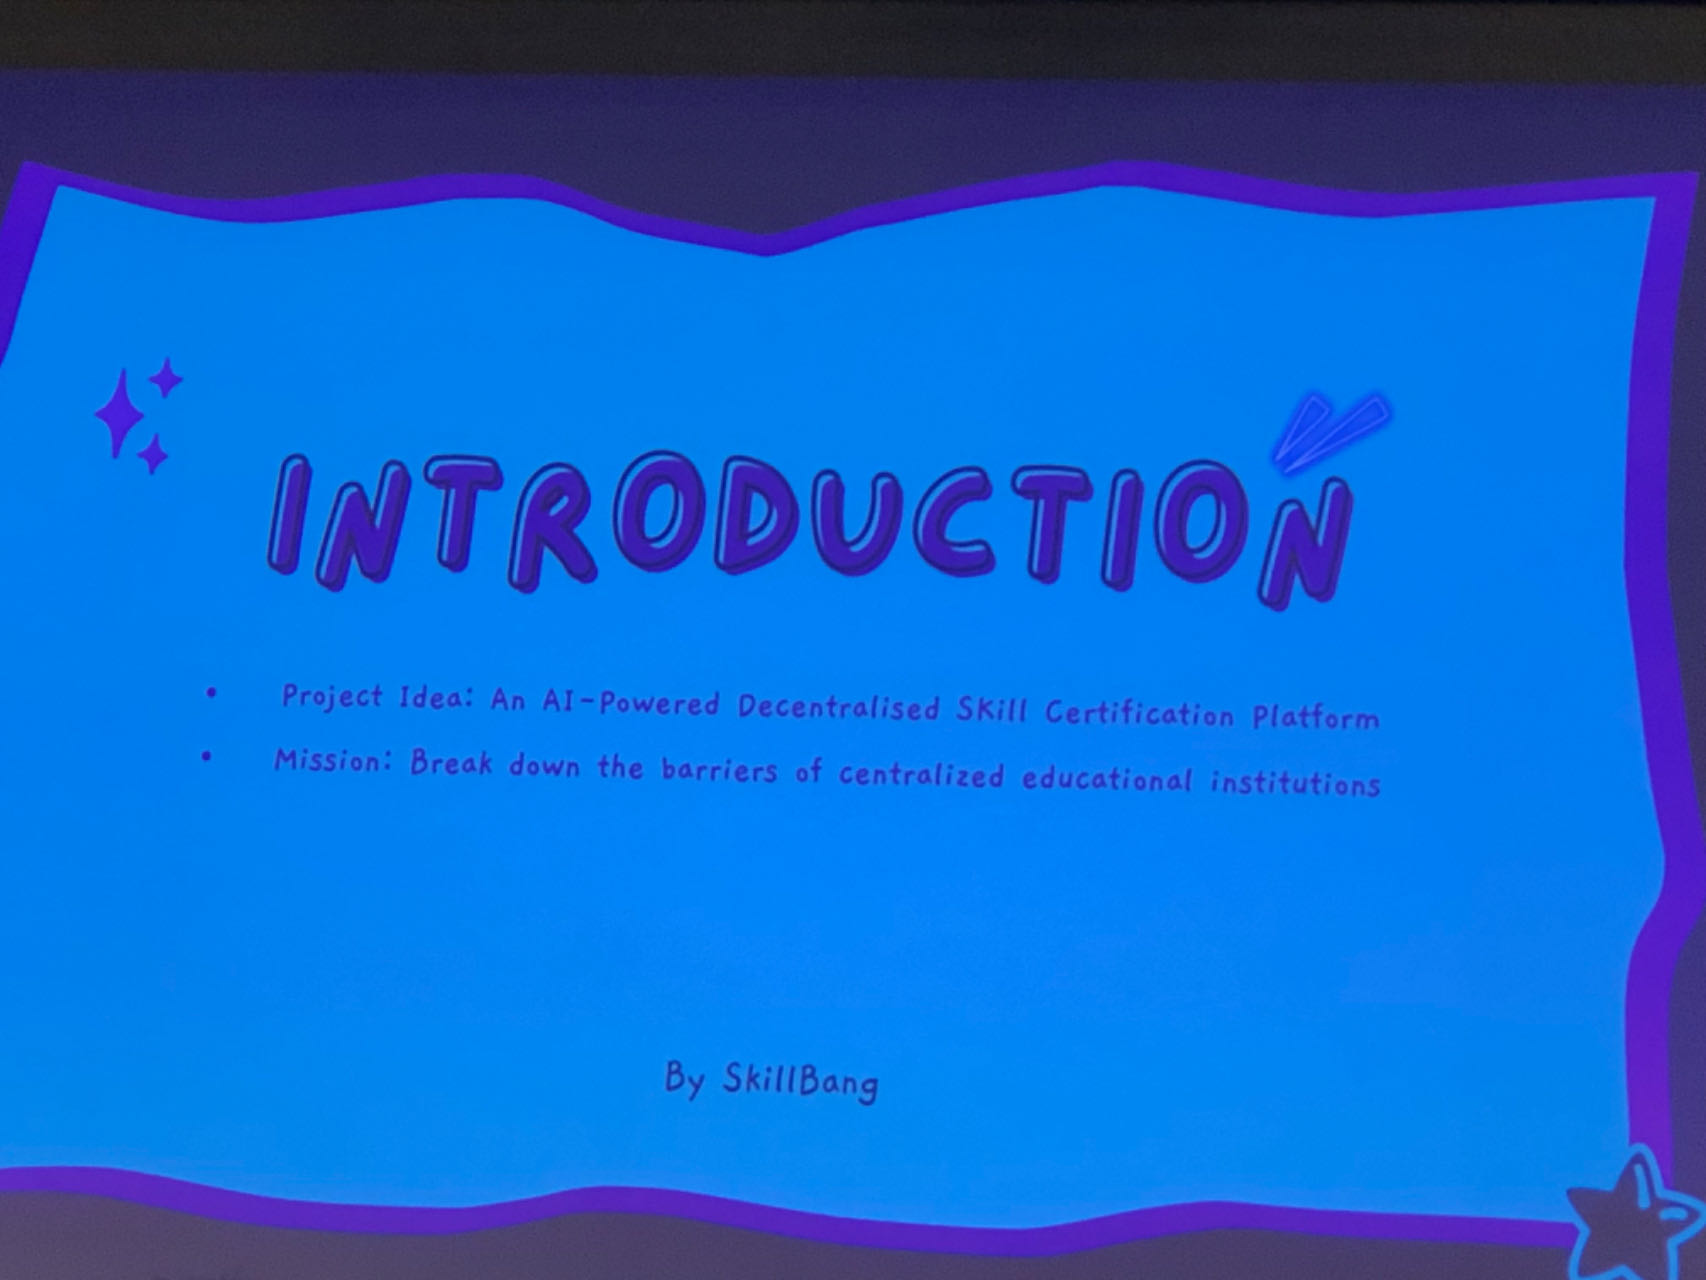 INTRODUCTION
• Project Idea: An AI-Powered Decentralised Skill Certification Platform
• Mission: Break down the barriers of centralized educational institutions
By SkillBang